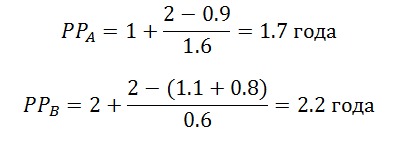 PP_A = 1 + (2 − 0.9)/1.6 = 1.7 года
PP_B = 2 + (2 − (1.1 + 0.8))/0.6 = 2.2 года